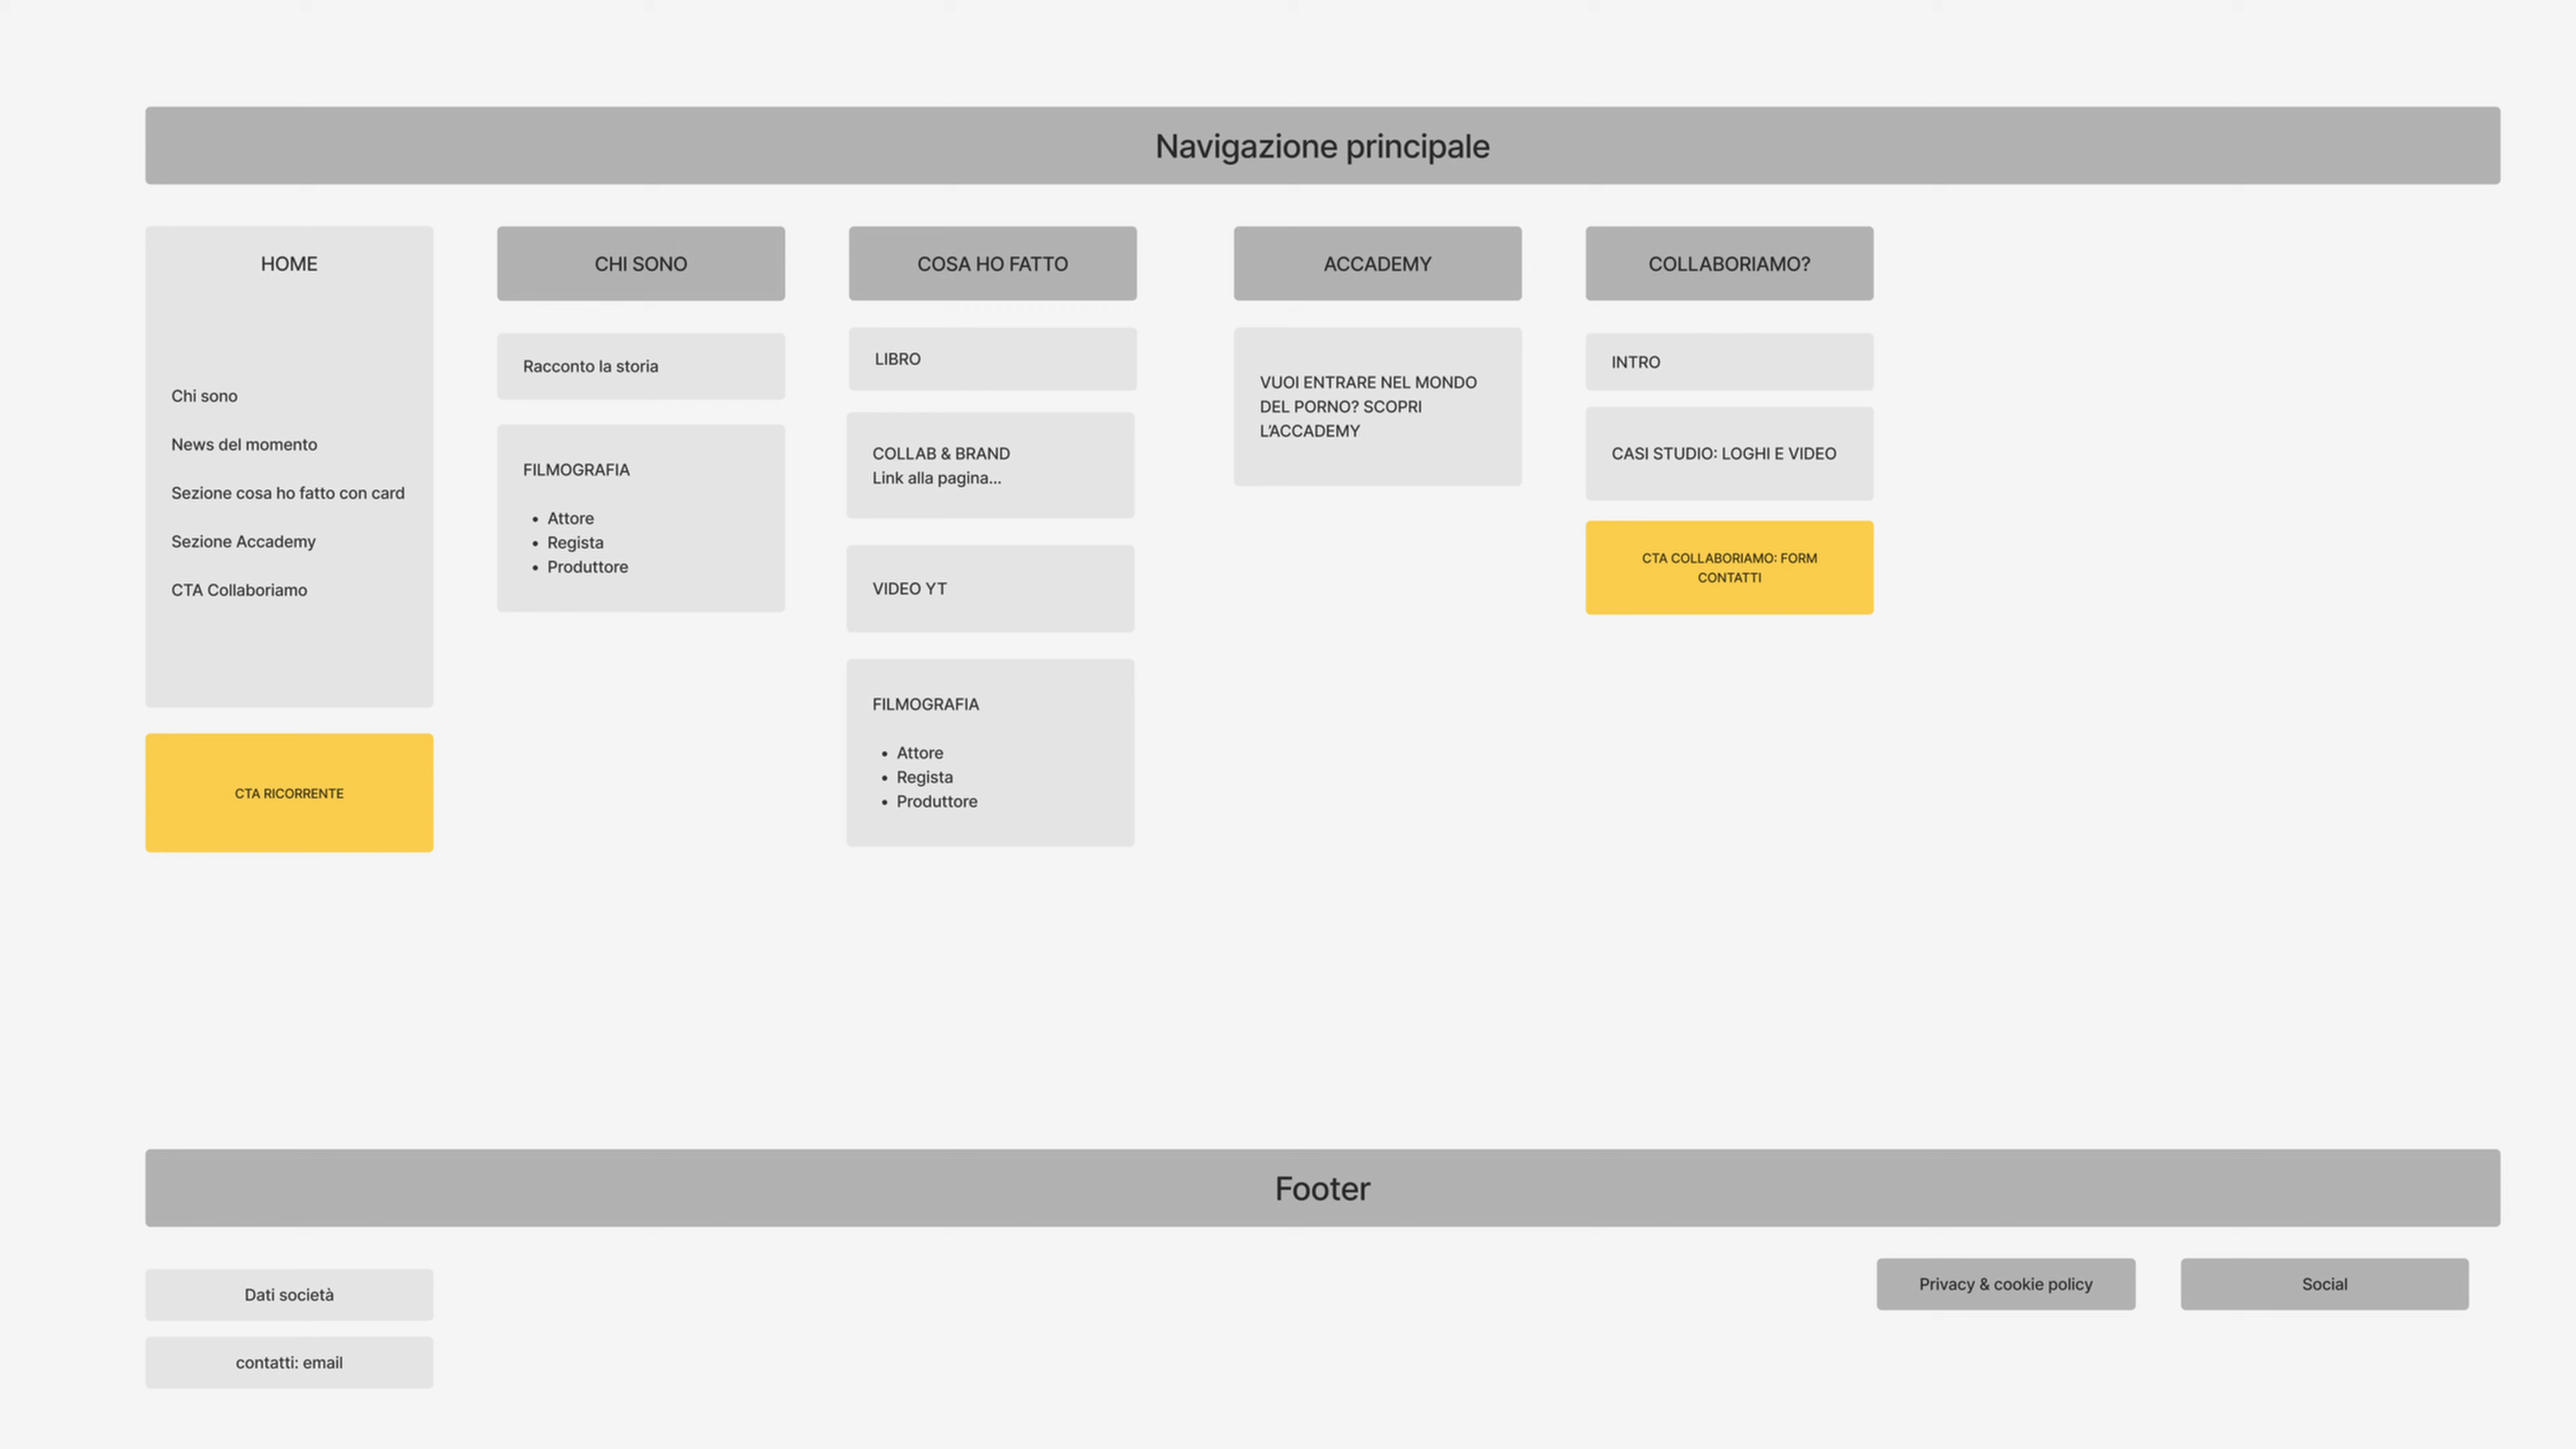 Navigazione principale
HOME
Chi sono
News del momento
Sezione cosa ho fatto con card
Sezione Accademy
CTA Collaboriamo
CTA RICORRENTE
CHI SONO
Racconto la storia
FILMOGRAFIA
• Attore
• Regista
• Produttore
COSA HO FATTO
LIBRO
COLLAB & BRAND
Link alla pagina...
VIDEO YT
FILMOGRAFIA
• Attore
• Regista
• Produttore
ACCADEMY
VUOI ENTRARE NEL MONDO
DEL PORNO? SCOPRI
L'ACCADEMY
COLLABORIAMO?
INTRO
CASI STUDIO: LOGHI E VIDEO
CTA COLLABORIAMO: FORM
CONTATTI
Footer
Dati società
contatti: email
Privacy & cookie policy
Social